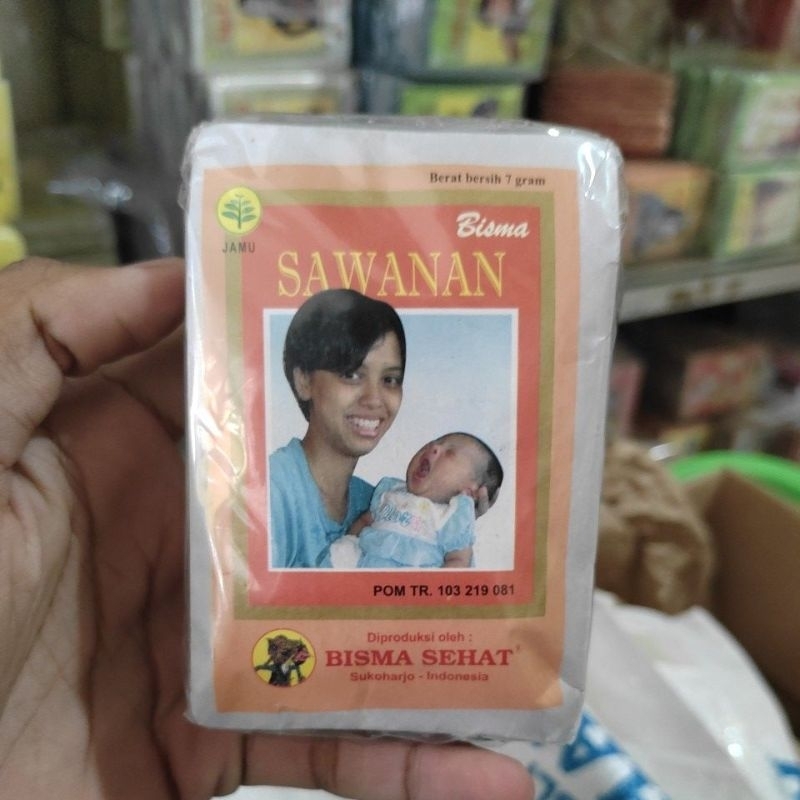 Berat bersih 7 gram
JAMU
Bisma
SAWANAN
POM TR. 103 219 081
Diproduksi oleh :
BISMA SEHAT
Sukoharjo - Indonesia